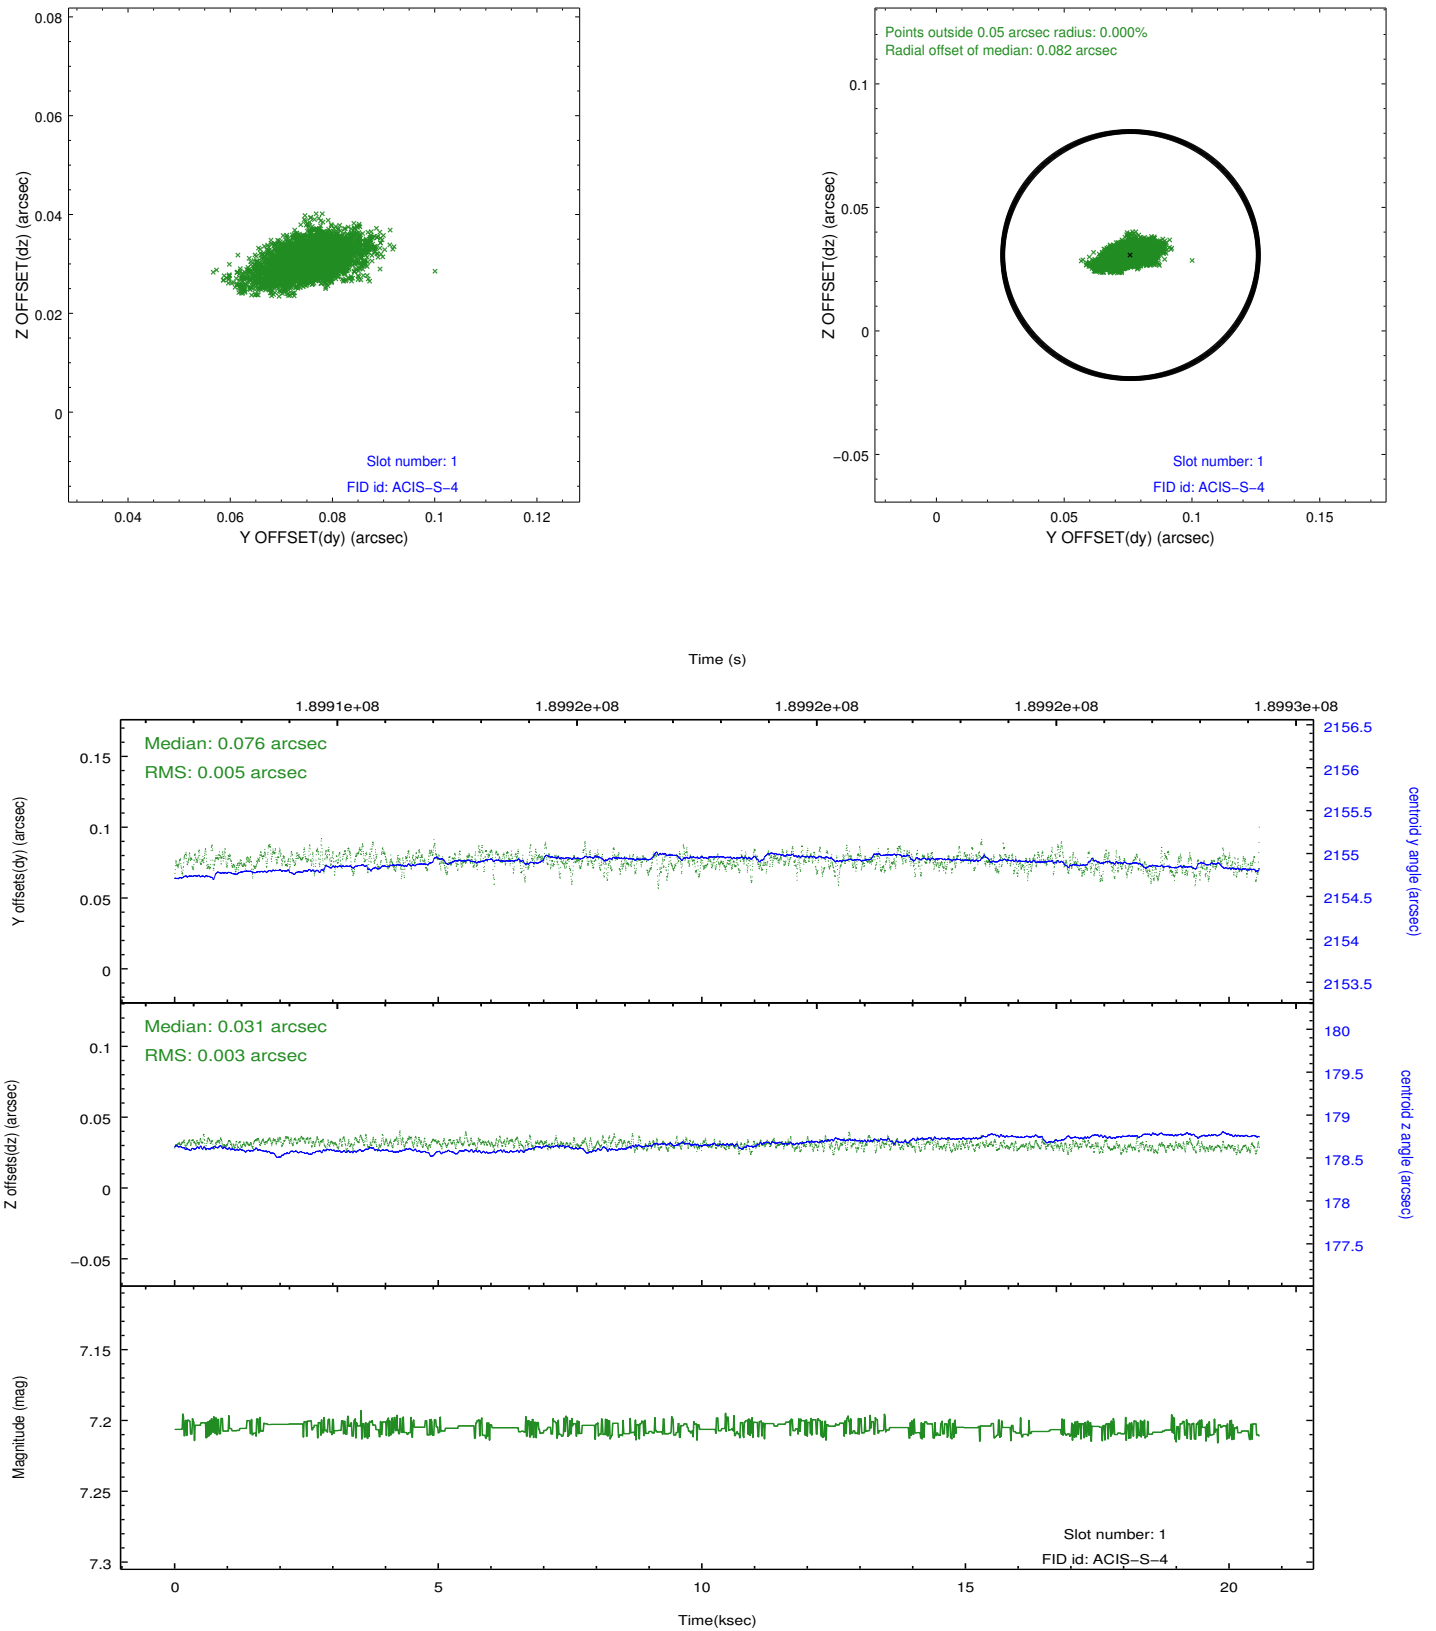 0.08
0.06
0.04
0.02
0
Z OFFSET(dz) (arcsec)
Slot number: 1
FID id: ACIS−S−4
0.04 0.06 0.08 0.1 0.12
Y OFFSET(dy) (arcsec)
Points outside 0.05 arcsec radius: 0.000%
Radial offset of median: 0.082 arcsec
0.1
0.05
0
−0.05
Z OFFSET(dz) (arcsec)
Slot number: 1
FID id: ACIS−S−4
0 0.05 0.1 0.15
Y OFFSET(dy) (arcsec)
Time (s)
1.8991e+08 1.8992e+08 1.8992e+08 1.8992e+08 1.8993e+08
Median: 0.076 arcsec
RMS: 0.005 arcsec
0.15
0.1
0.05
0
Y offsets(dy) (arcsec)
2156.5
2156
2155.5
2155
2154.5
2154
2153.5
centroid y angle (arcsec)
Median: 0.031 arcsec
RMS: 0.003 arcsec
0.1
0.05
0
−0.05
Z offsets(dz) (arcsec)
180
179.5
179
178.5
178
177.5
centroid z angle (arcsec)
7.15
7.2
7.25
7.3
Magnitude (mag)
Slot number: 1
FID id: ACIS−S−4
0 5 10 15 20
Time(ksec)